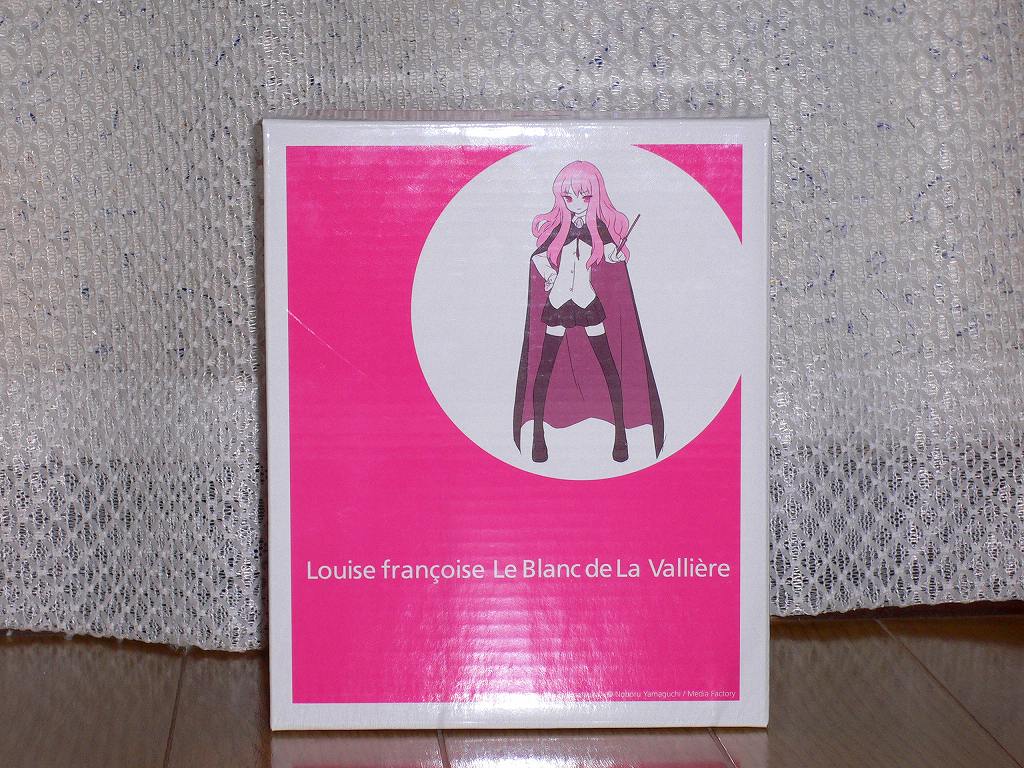 Louise françoise Le Blanc de La Vallière
© Noboru Yamaguchi / Media Factory